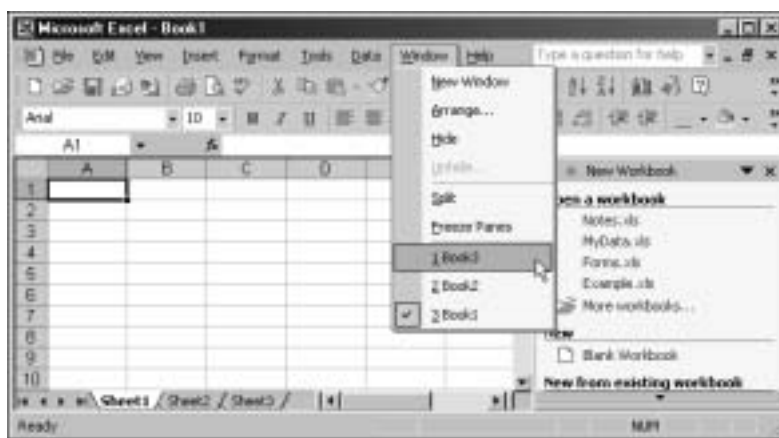 Microsoft Excel - Book1
File Edit View Insert Format Tools Data Window Help Type a question for help
Arial 10
A1 fx
A B C D
1
2
3
4
5
6
7
8
9
10
New Window
Arrange...
Hide
Unhide...
Split
Freeze Panes
1 Book3
2 Book2
3 Book1
New Workbook
pen a workbook
Notes.xls
MyData.xls
Forms.xls
Example.xls
More workbooks...
New
Blank Workbook
New from existing workbook
Sheet1 Sheet2 Sheet3
Ready NUM